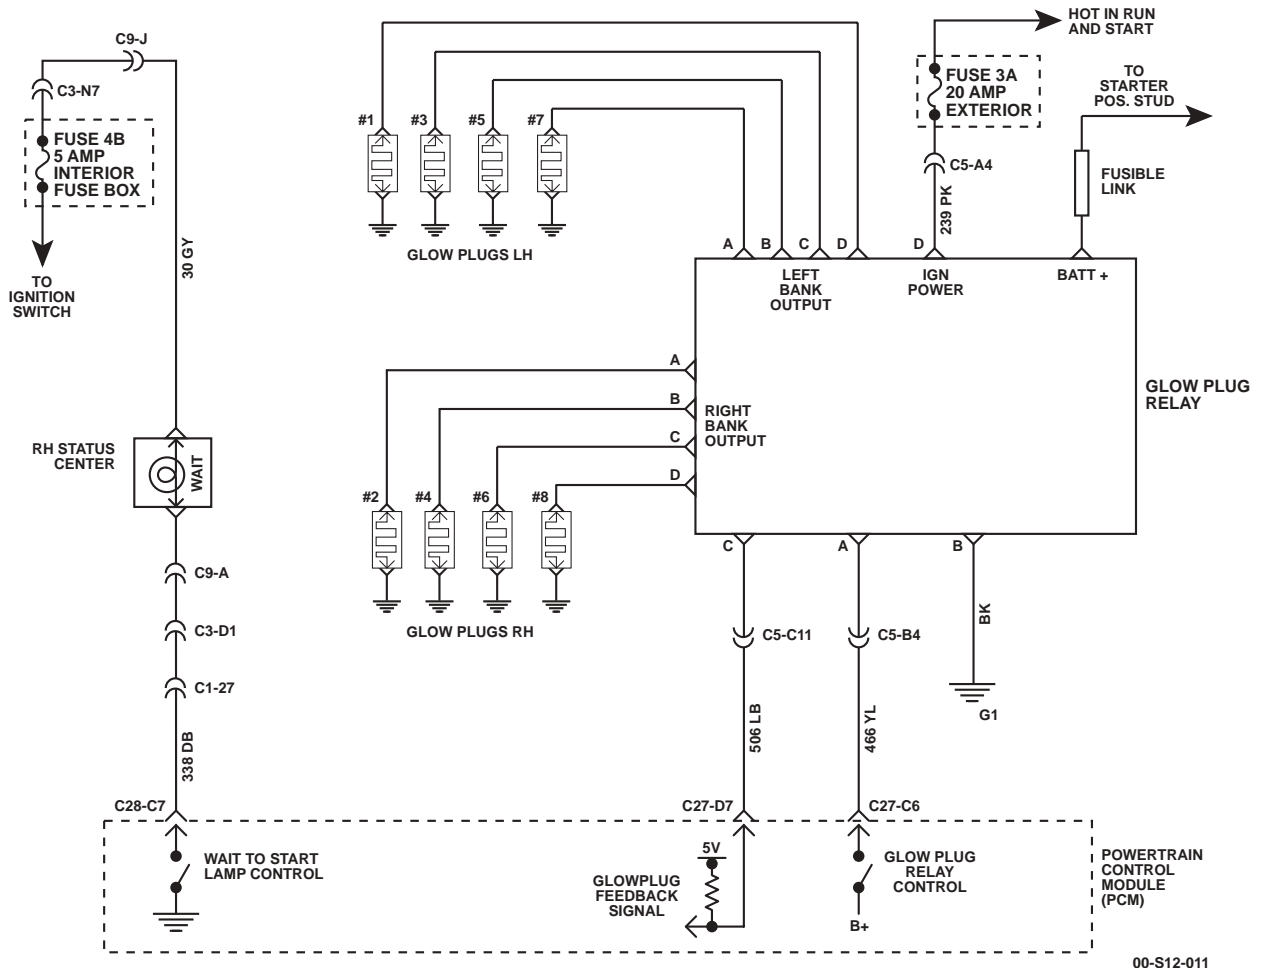 C9-J
C3-N7
FUSE 4B
5 AMP
INTERIOR
FUSE BOX
TO
IGNITION
SWITCH
30 GY
RH STATUS
CENTER
WAIT
C9-A
C3-D1
C1-27
338 DB
C28-C7
#1
#3
#5
#7
GLOW PLUGS LH
HOT IN RUN
AND START
FUSE 3A
20 AMP
EXTERIOR
C5-A4
239 PK
TO
STARTER
POS. STUD
FUSIBLE
LINK
A
B
C
D
D
LEFT
BANK
OUTPUT
IGN
POWER
BATT +
GLOW PLUG
RELAY
A
B
C
D
RIGHT
BANK
OUTPUT
#2
#4
#6
#8
GLOW PLUGS RH
C
A
B
C5-C11
C5-B4
BK
G1
506 LB
466 YL
C27-D7
C27-C6
WAIT TO START
LAMP CONTROL
5V
GLOWPLUG
FEEDBACK
SIGNAL
GLOW PLUG
RELAY
CONTROL
B+
POWERTRAIN
CONTROL
MODULE
(PCM)
00-S12-011